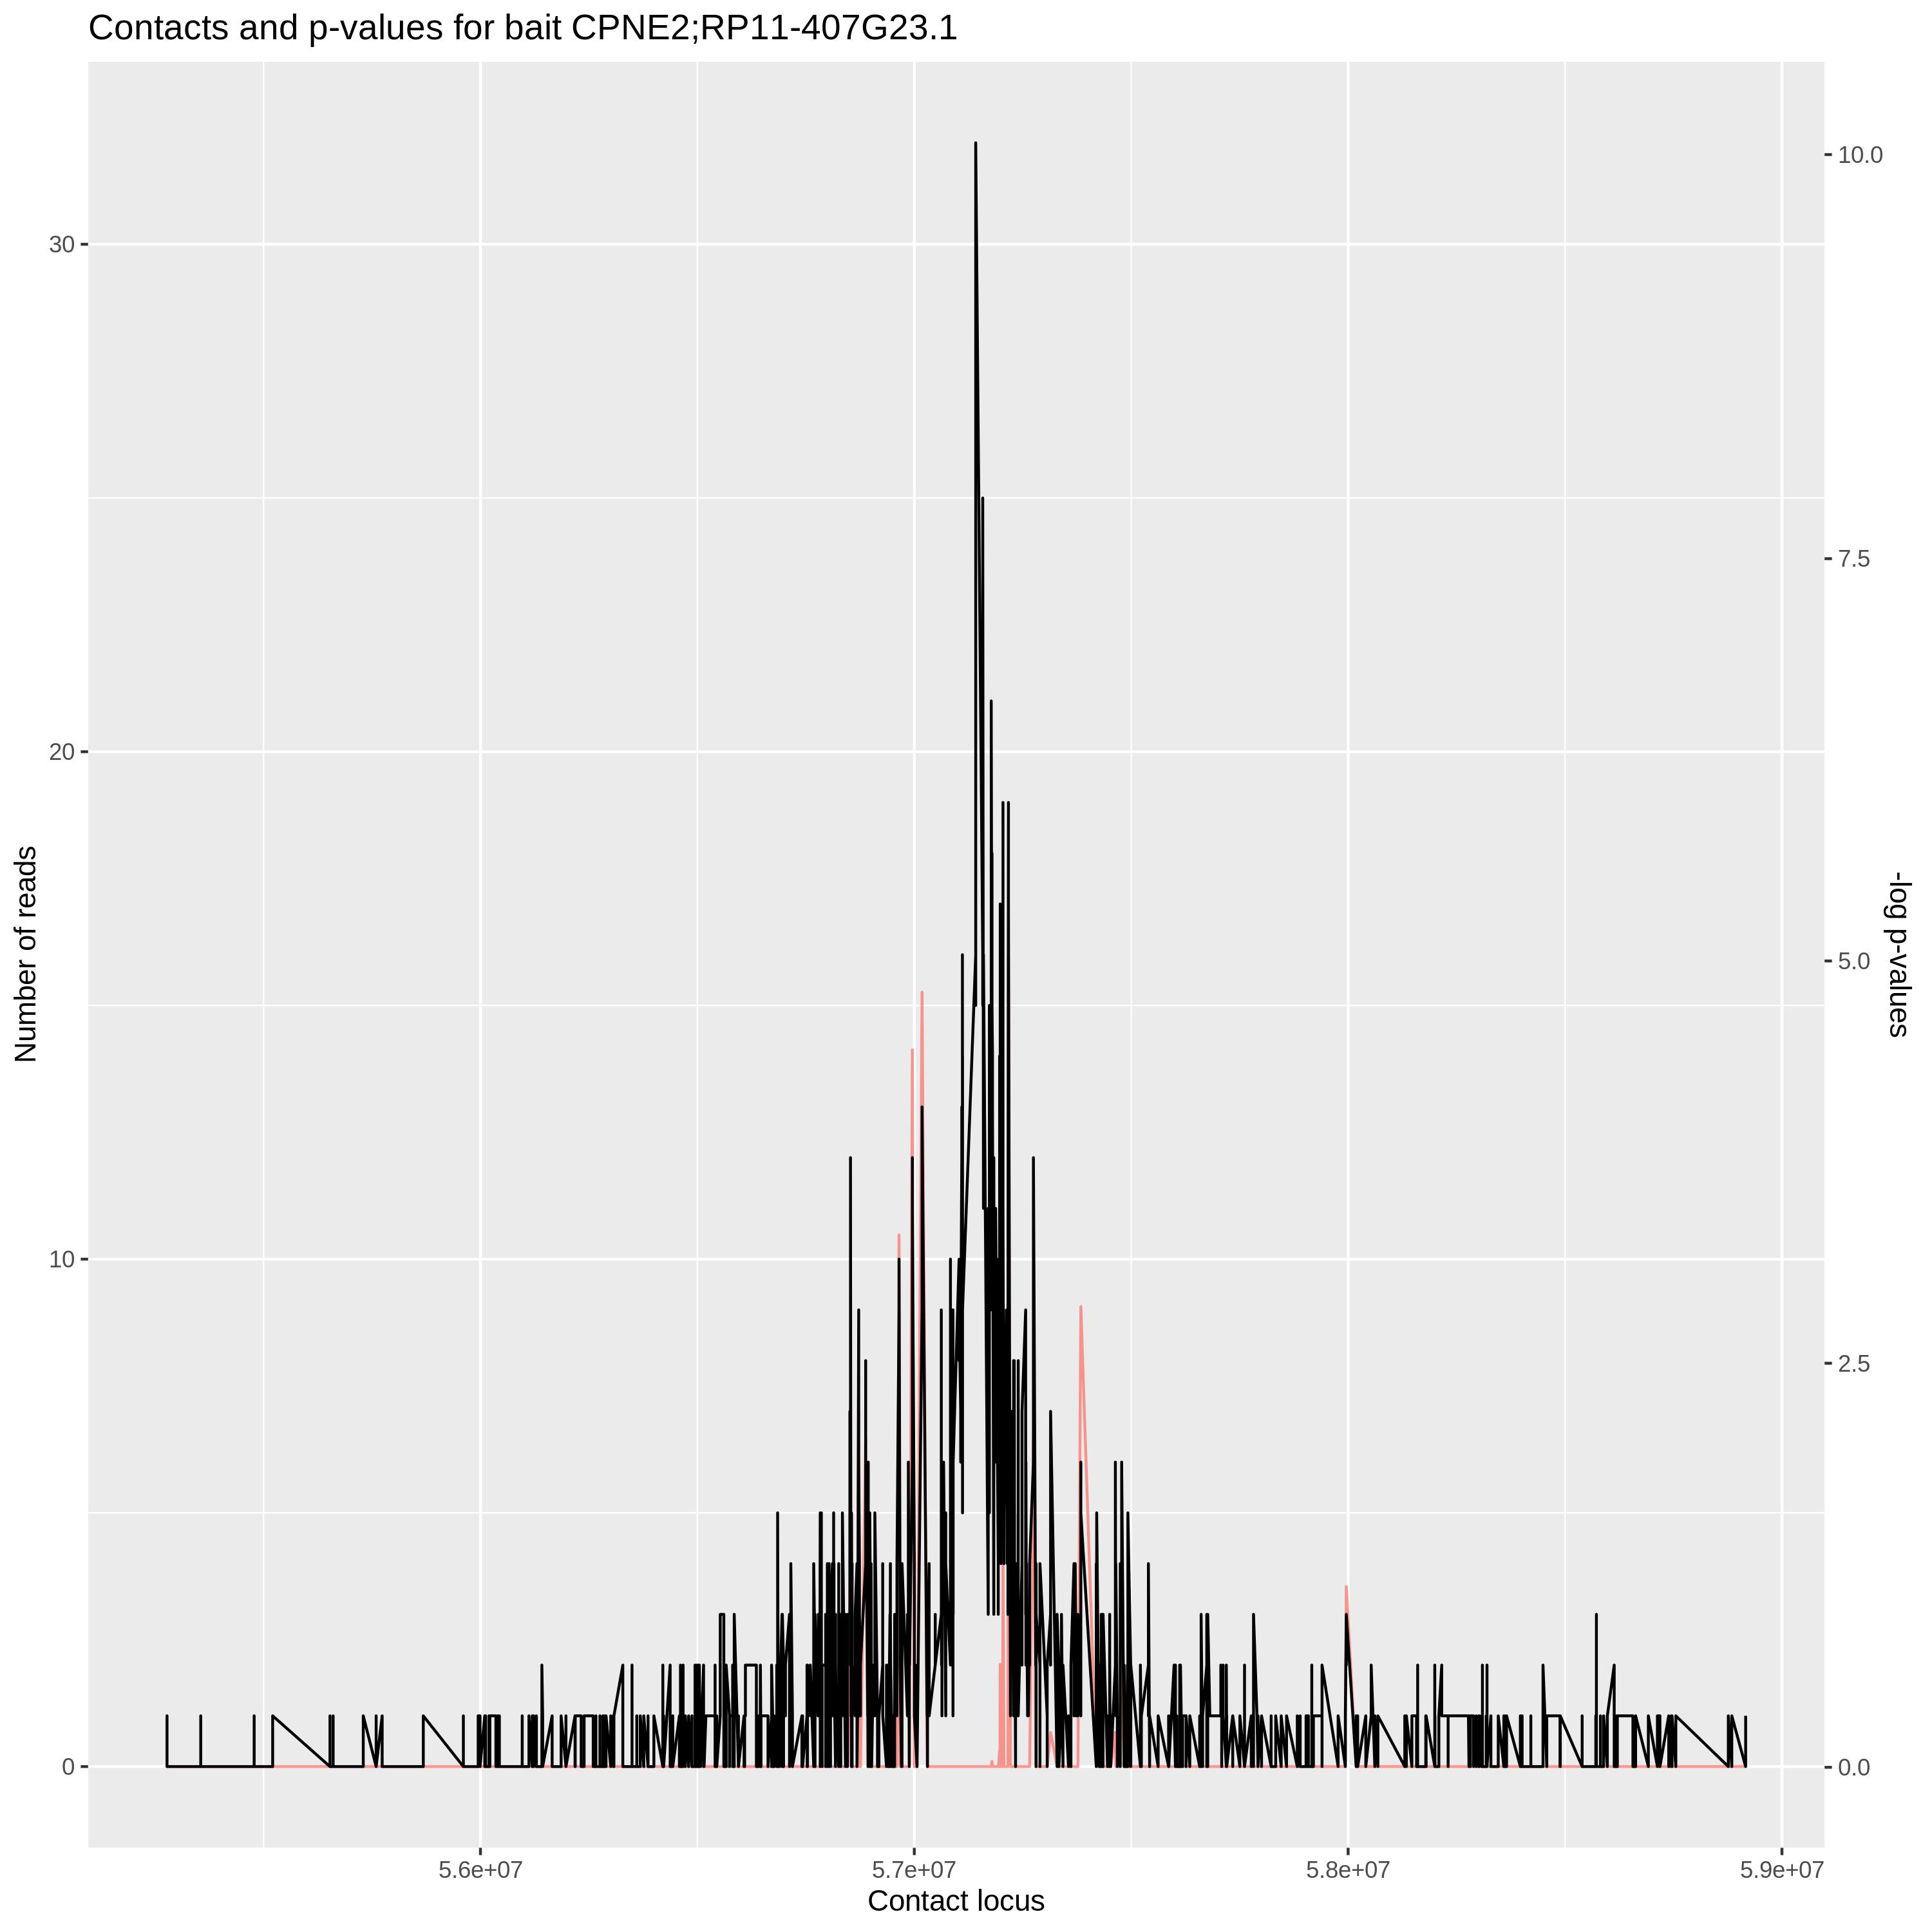 Contacts and p-values for bait CPNE2;RP11-407G23.1
30
20
10
0
Number of reads
10.0
7.5
5.0
2.5
0.0
-log p-values
5.6e+07
5.7e+07
5.8e+07
5.9e+07
Contact locus